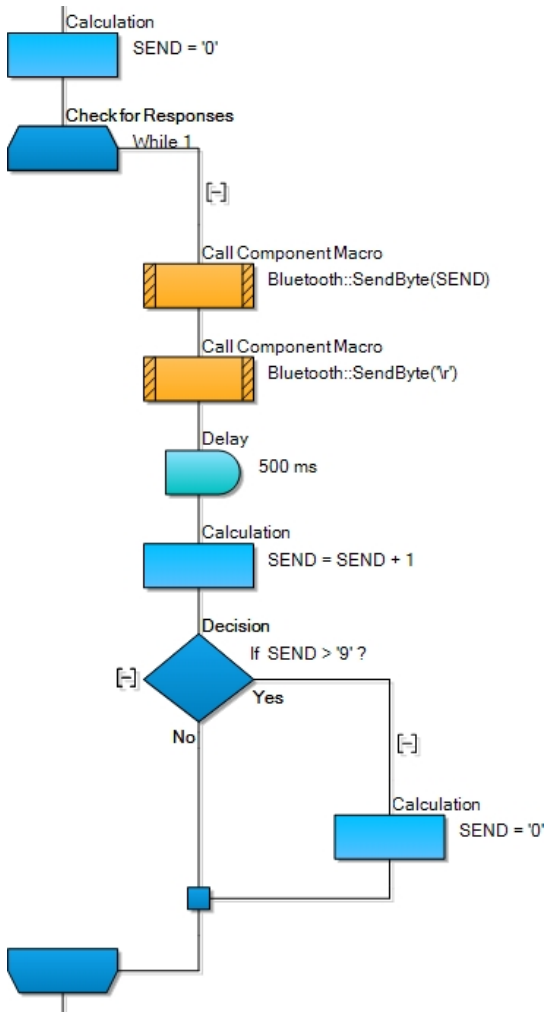 Calculation
SEND = '0'
Check for Responses
While 1
[-]
Call Component Macro
Bluetooth::SendByte(SEND)
Call Component Macro
Bluetooth::SendByte('\r')
Delay
500 ms
Calculation
SEND = SEND + 1
Decision
If SEND > '9' ?
[-]
Yes
No
[-]
Calculation
SEND = '0'